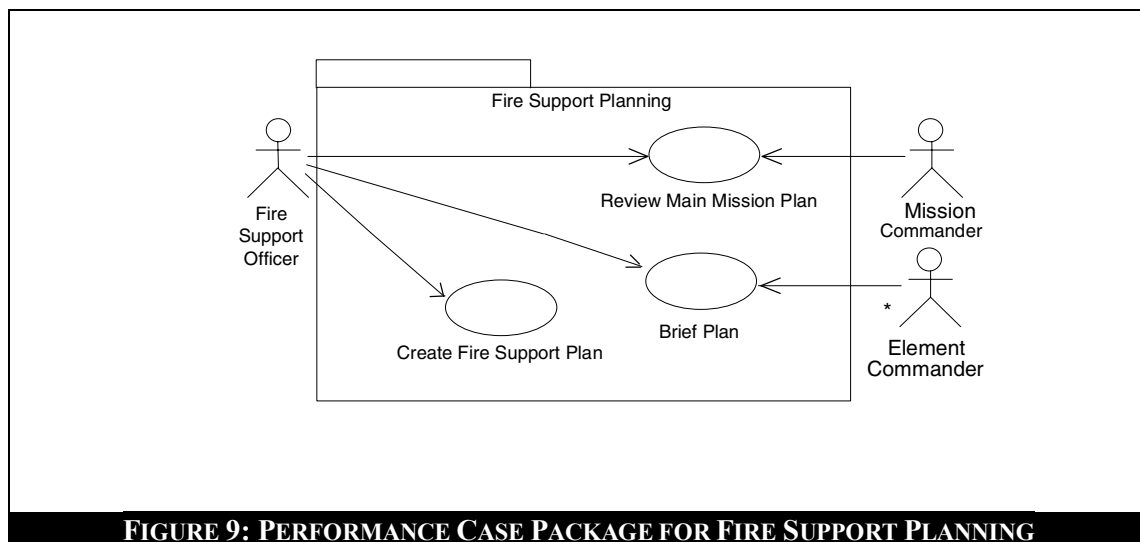 Fire Support Planning
Fire
Support
Officer
Review Main Mission Plan
Mission
Commander
Create Fire Support Plan
Brief Plan
*
Element
Commander
FIGURE 9: PERFORMANCE CASE PACKAGE FOR FIRE SUPPORT PLANNING